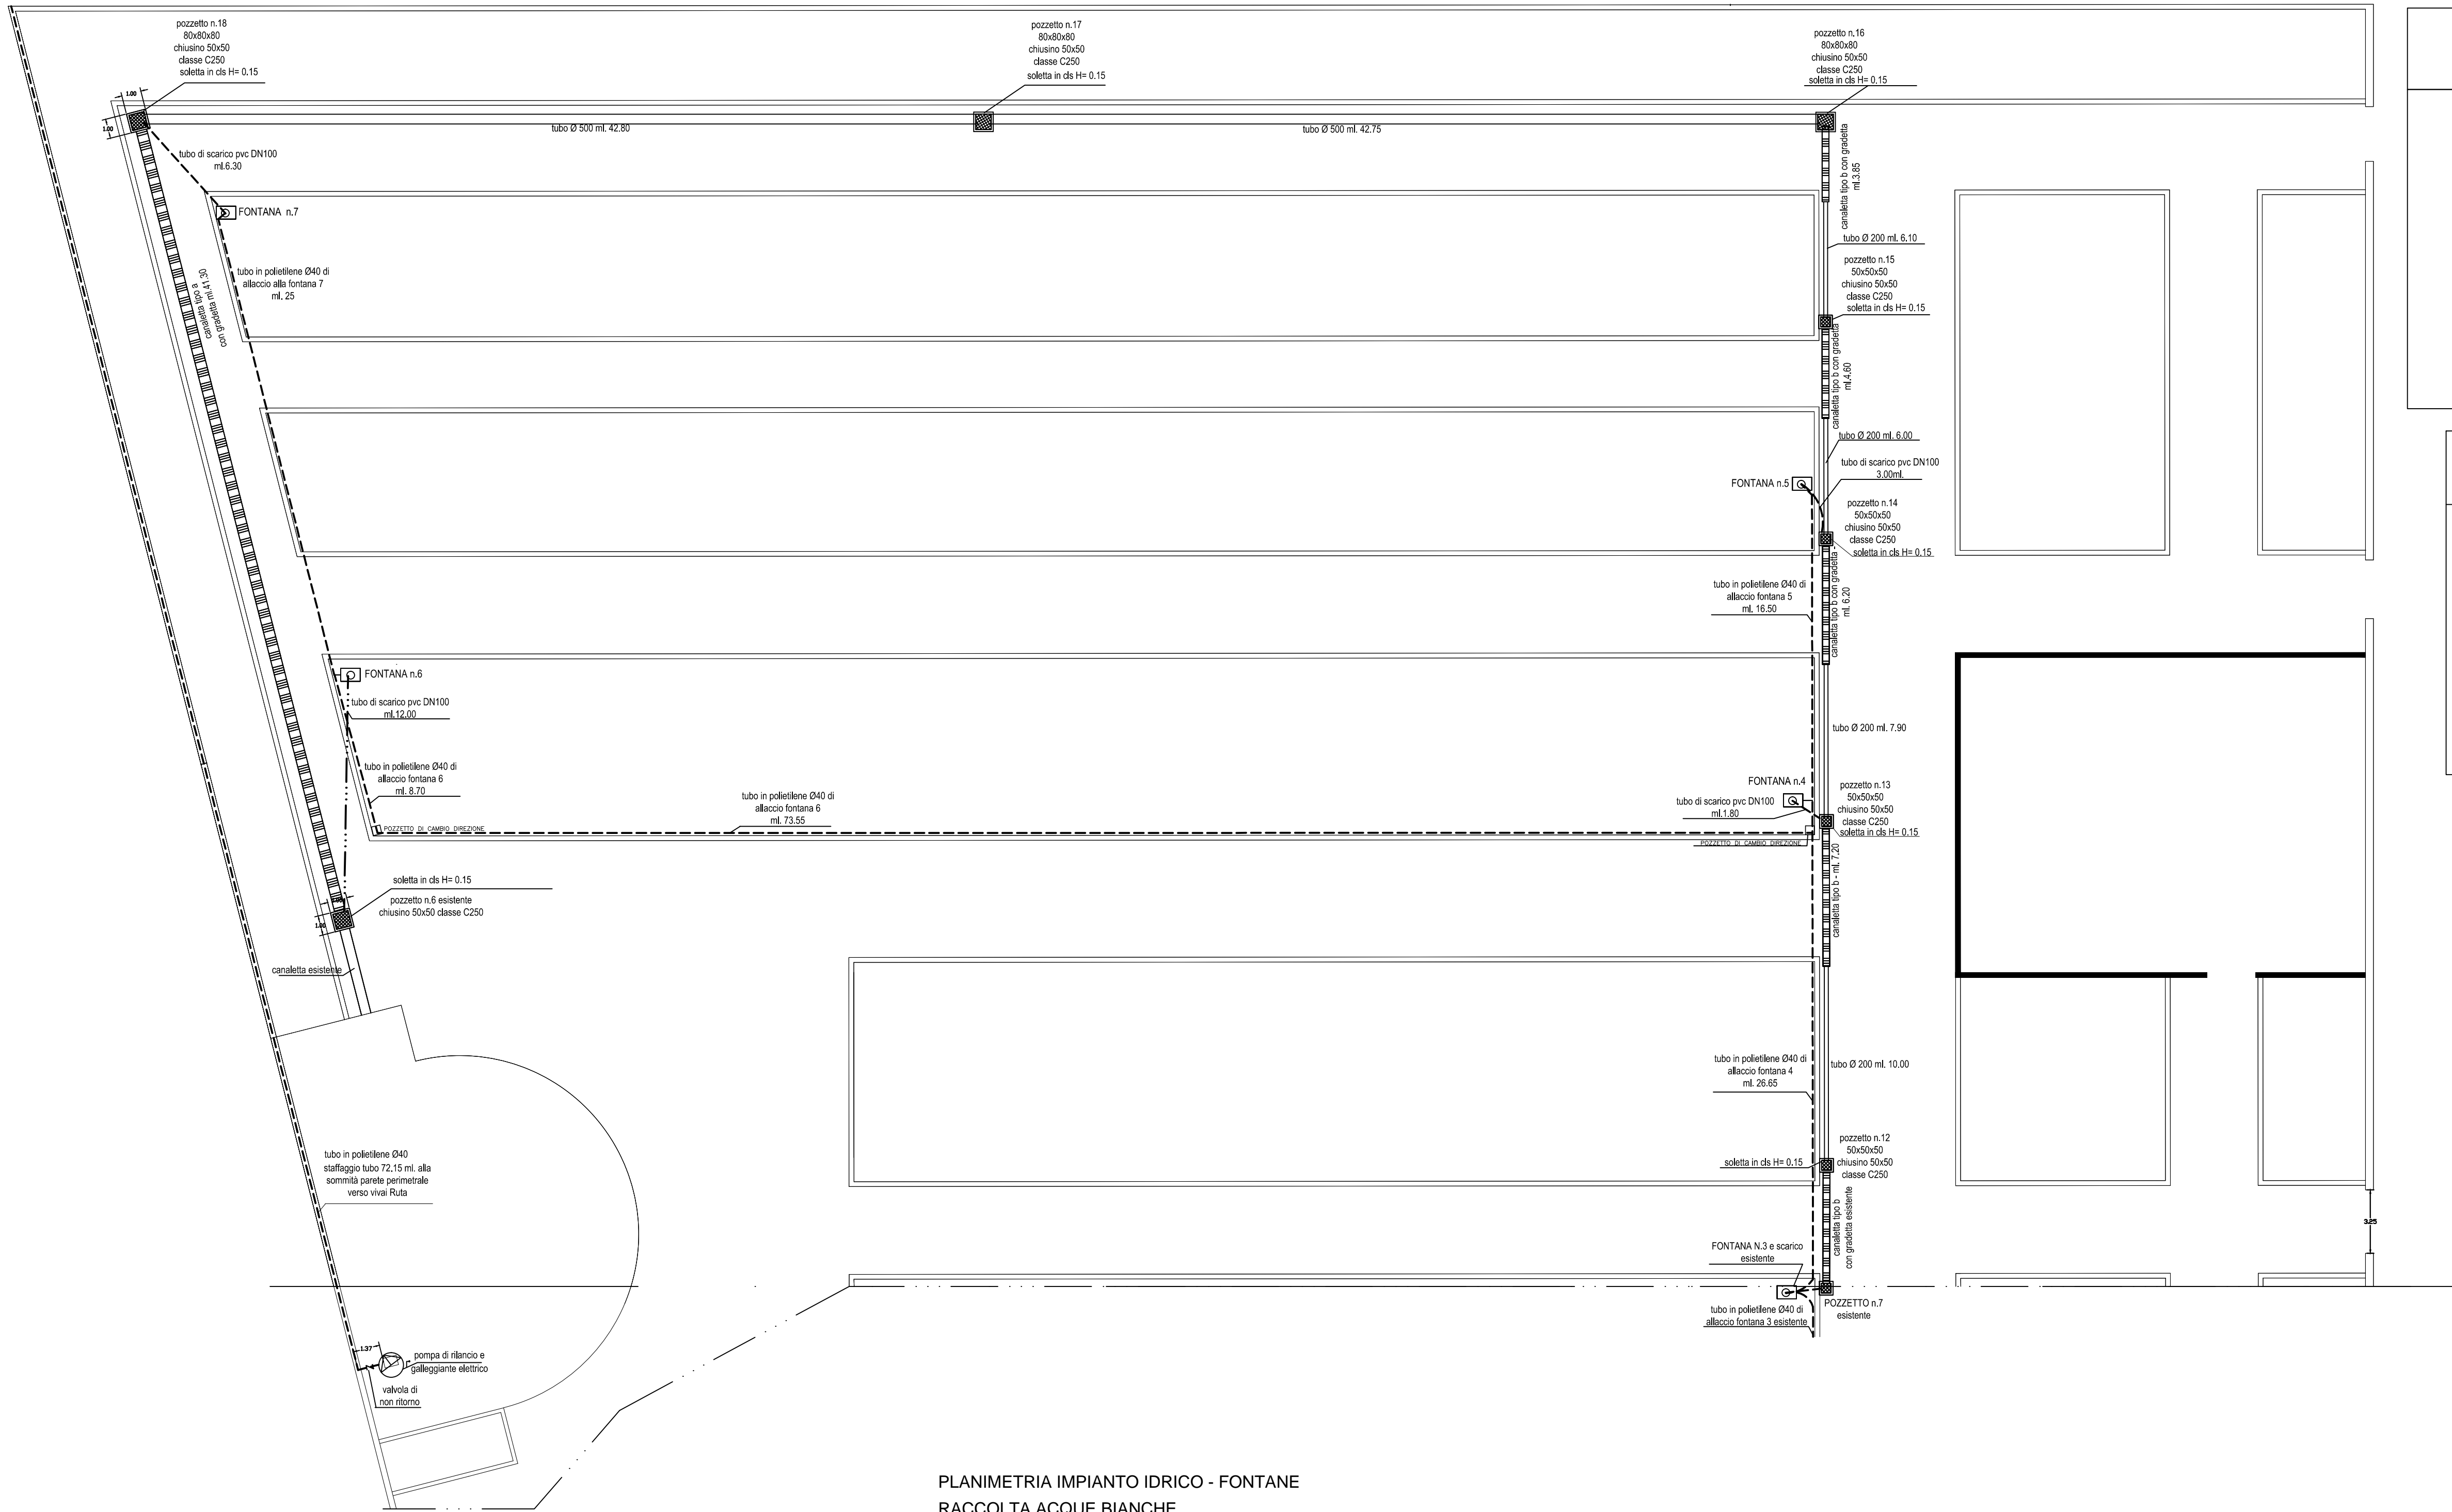 pozzetto n.18
80x80x80
chiusino 50x50
classe C250
soletta in cls H= 0.15
pozzetto n.17
80x80x80
chiusino 50x50
classe C250
soletta in cls H= 0.15
pozzetto n.16
80x80x80
chiusino 50x50
classe C250
soletta in cls H= 0.15
1.00
1.00
tubo Ø 500 ml. 42.80
tubo Ø 500 ml. 42.75
canaletta tipo b con gradetta
ml.3.85
tubo di scarico pvc DN100
ml.6.30
FONTANA n.7
tubo Ø 200 ml. 6.10
pozzetto n.15
50x50x50
chiusino 50x50
classe C250
soletta in cls H= 0.15
canaletta tipo a
con gradetta ml.41.30
tubo in polietilene Ø40 di
allaccio alla fontana 7
ml. 25
canaletta tipo b con gradetta
ml.4.60
tubo Ø 200 ml. 6.00
tubo di scarico pvc DN100
3.00ml.
FONTANA n.5
pozzetto n.14
50x50x50
chiusino 50x50
classe C250
soletta in cls H= 0.15
canaletta tipo b con gradetta -
ml. 6.20
tubo in polietilene Ø40 di
allaccio fontana 5
ml. 16.50
FONTANA n.6
tubo di scarico pvc DN100
ml.12.00
tubo Ø 200 ml. 7.90
tubo in polietilene Ø40 di
allaccio fontana 6
ml. 8.70
tubo in polietilene Ø40 di
allaccio fontana 6
ml. 73.55
FONTANA n.4
tubo di scarico pvc DN100
ml.1.80
pozzetto n.13
50x50x50
chiusino 50x50
classe C250
soletta in cls H= 0.15
POZZETTO DI CAMBIO DIREZIONE
POZZETTO DI CAMBIO DIREZIONE
canaletta tipo b - ml. 7.20
soletta in cls H= 0.15
pozzetto n.6 esistente
chiusino 50x50 classe C250
1.00
1.00
canaletta esistente
tubo in polietilene Ø40 di
allaccio fontana 4
ml. 26.65
tubo Ø 200 ml. 10.00
tubo in polietilene Ø40
staffaggio tubo 72,15 ml. alla
sommità parete perimetrale
verso vivai Ruta
soletta in cls H= 0.15
pozzetto n.12
50x50x50
chiusino 50x50
classe C250
canaletta tipo b
con gradetta esistente
3.25
FONTANA N.3 e scarico
esistente
tubo in polietilene Ø40 di
allaccio fontana 3 esistente
POZZETTO n.7
esistente
1.37
pompa di rilancio e
galleggiante elettrico
valvola di
non ritorno
PLANIMETRIA IMPIANTO IDRICO - FONTANE
RACCOLTA ACQUE BIANCHE